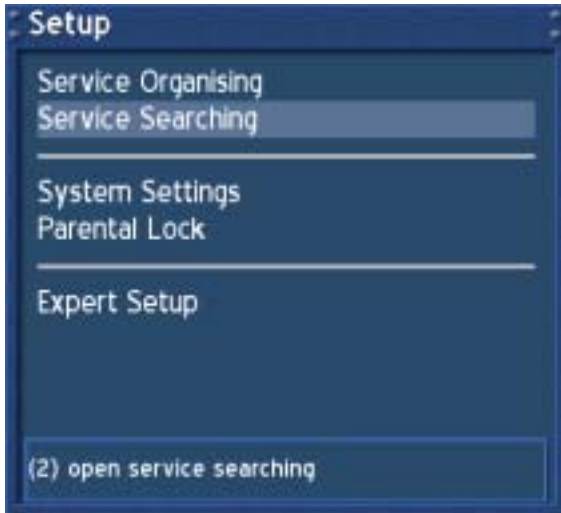 Setup
Service Organising
Service Searching
System Settings
Parental Lock
Expert Setup
(2) open service searching